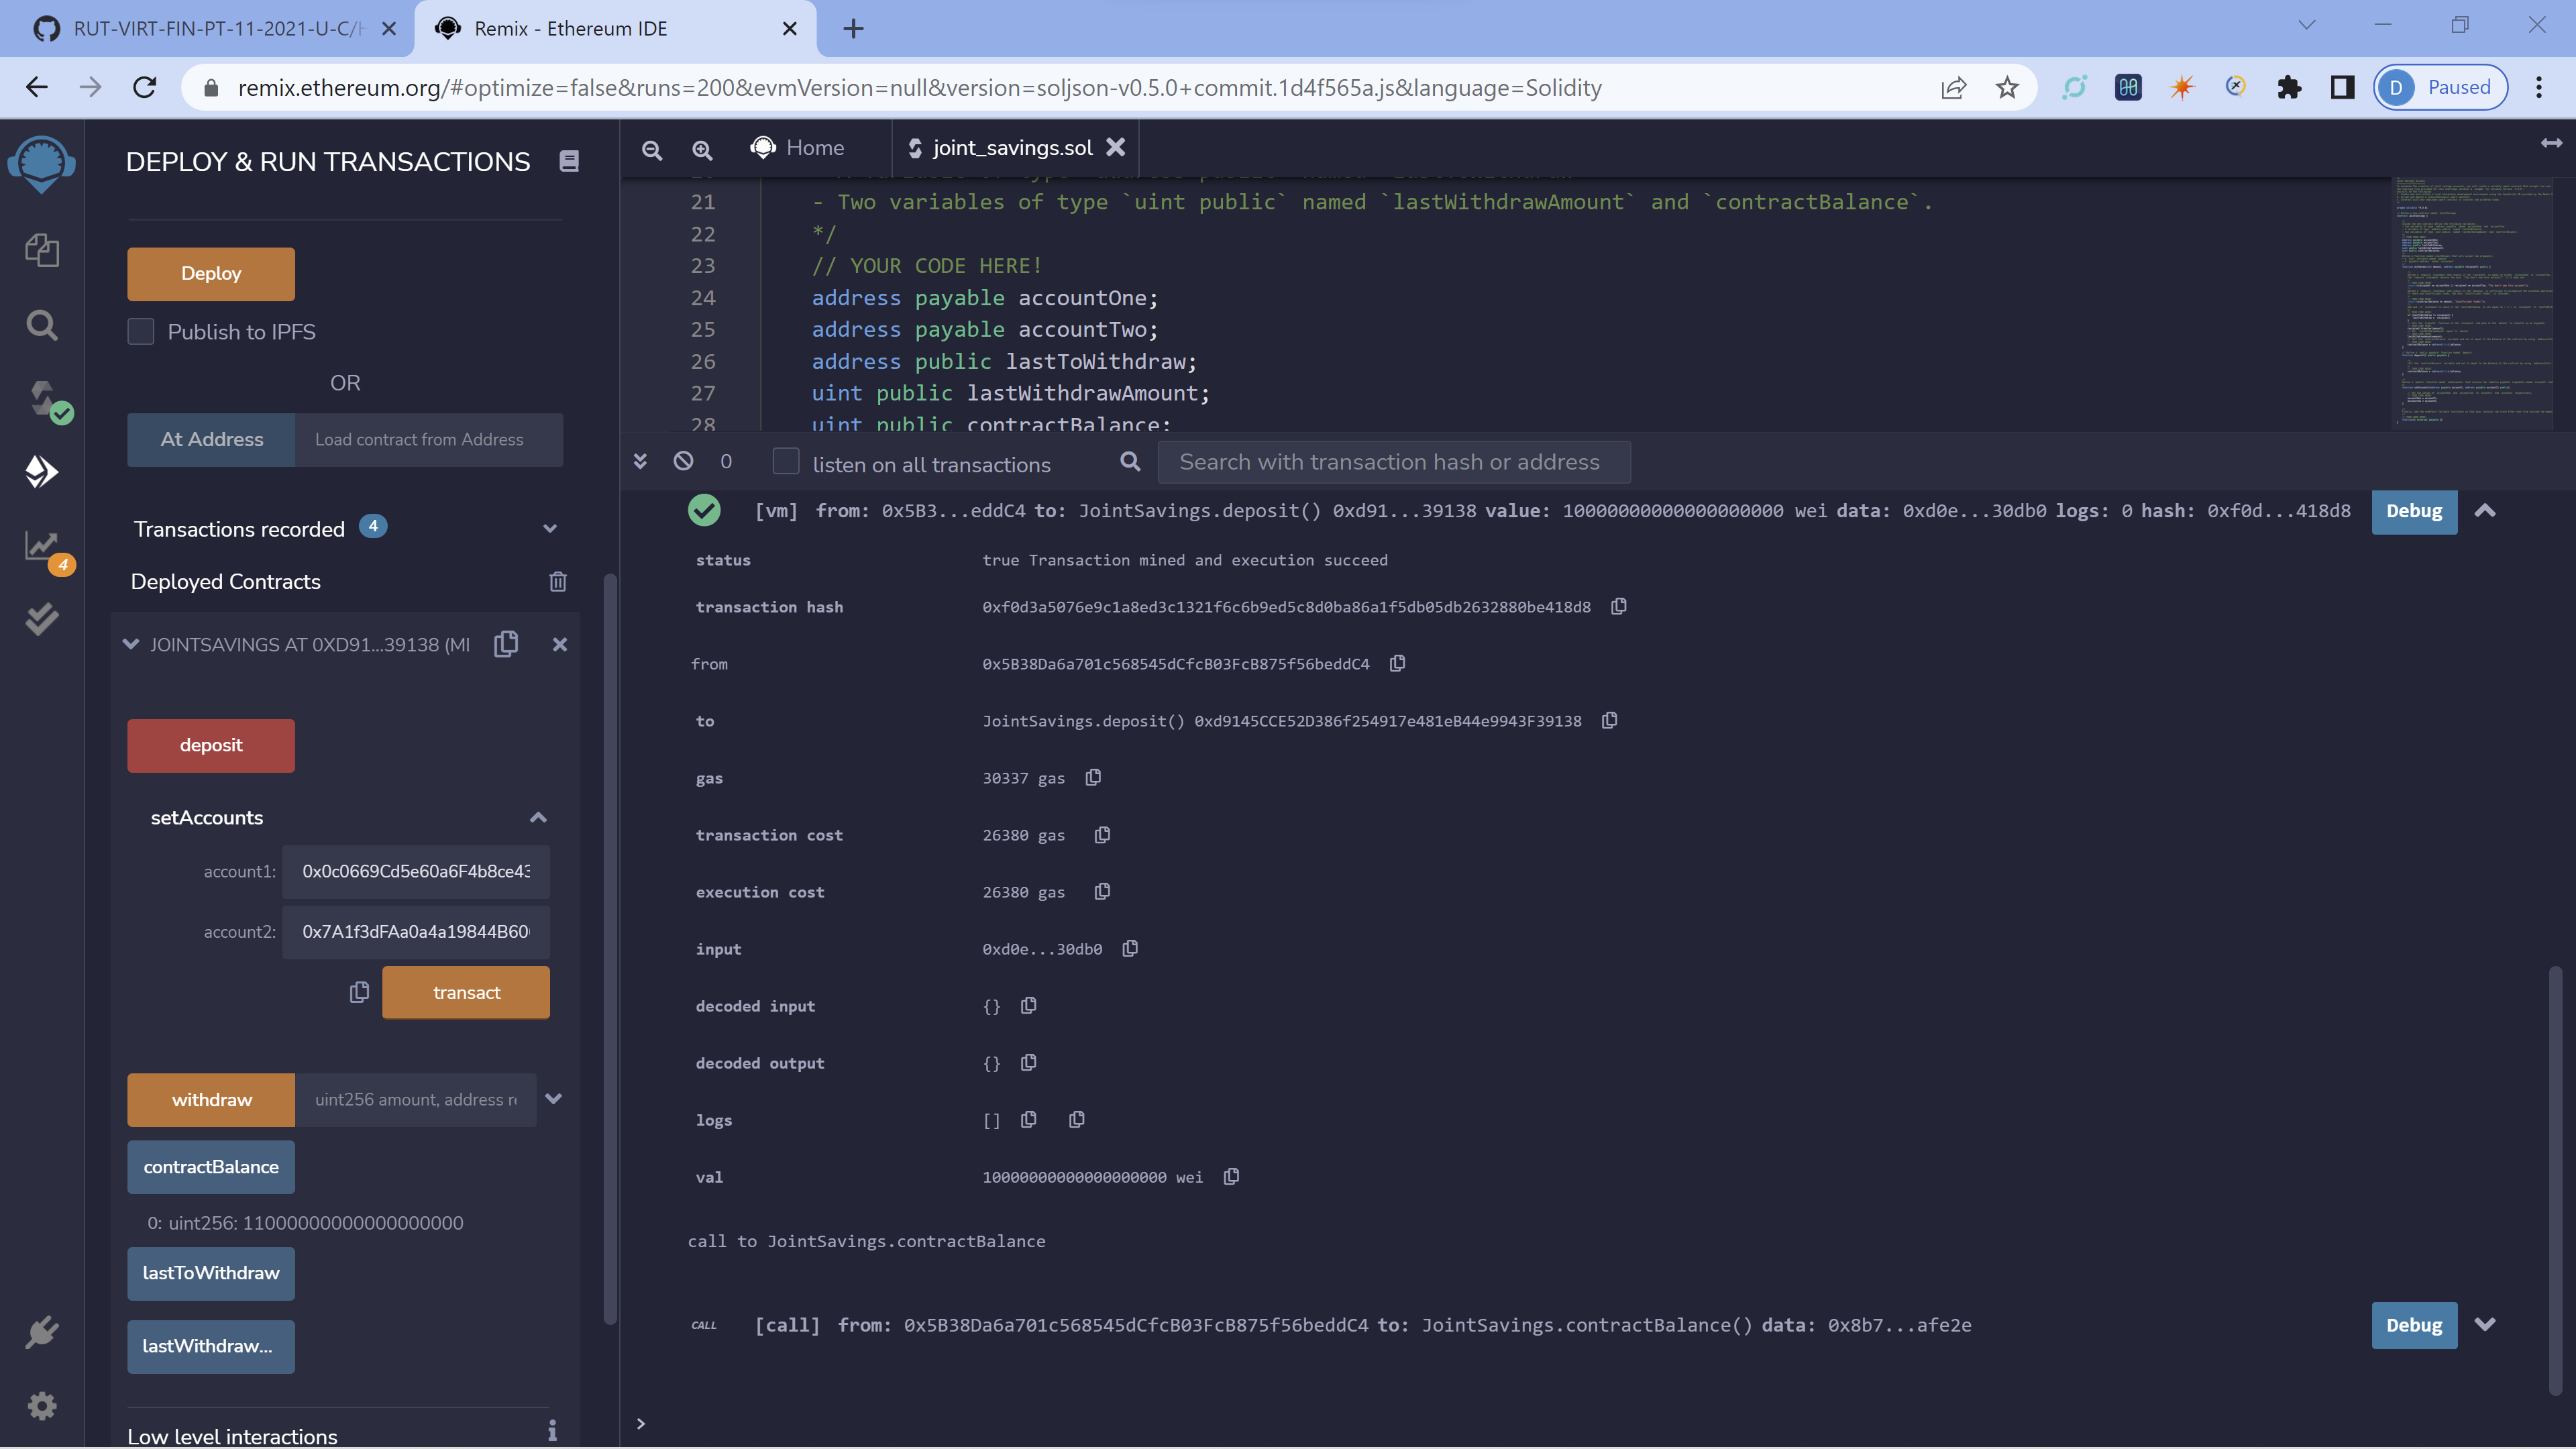 RUT-VIRT-FIN-PT-11-2021-U-C/
Remix - Ethereum IDE
remix.ethereum.org/#optimize=false&runs=200&evmVersion=null&version=soljson-v0.5.0+commit.1d4f565a.js&language=Solidity
D Paused
DEPLOY & RUN TRANSACTIONS
Deploy
Publish to IPFS
OR
At Address Load contract from Address
Transactions recorded 4
4
Deployed Contracts
JOINTSAVINGS AT 0XD91...39138 (ME
deposit
setAccounts
account1: 0x0c0669Cd5e60a6F4b8ce43
account2: 0x7A1f3dFAa0a4a19844B60
transact
withdraw uint256 amount, address re
contractBalance
0: uint256: 11000000000000000000
lastToWithdraw
lastWithdraw...
Low level interactions
Home
joint_savings.sol
21 - Two variables of type `uint public` named `lastWithdrawAmount` and `contractBalance`.
22 */
23 // YOUR CODE HERE!
24 address payable accountOne;
25 address payable accountTwo;
26 address public lastToWithdraw;
27 uint public lastWithdrawAmount;
28 uint public contractBalance;
0 listen on all transactions Search with transaction hash or address
[vm] from: 0x5B3...eddC4 to: JointSavings.deposit() 0xd91...39138 value: 10000000000000000000 wei data: 0xd0e...30db0 logs: 0 hash: 0xf0d...418d8 Debug
status true Transaction mined and execution succeed
transaction hash 0xf0d3a5076e9c1a8ed3c1321f6c6b9ed5c8d0ba86a1f5db05db2632880be418d8
from 0x5B38Da6a701c568545dCfcB03FcB875f56beddC4
to JointSavings.deposit() 0xd9145CCE52D386f254917e481eB44e9943F39138
gas 30337 gas
transaction cost 26380 gas
execution cost 26380 gas
input 0xd0e...30db0
decoded input {}
decoded output {}
logs []
val 10000000000000000000 wei
call to JointSavings.contractBalance
CALL [call] from: 0x5B38Da6a701c568545dCfcB03FcB875f56beddC4 to: JointSavings.contractBalance() data: 0x8b7...afe2e Debug
>